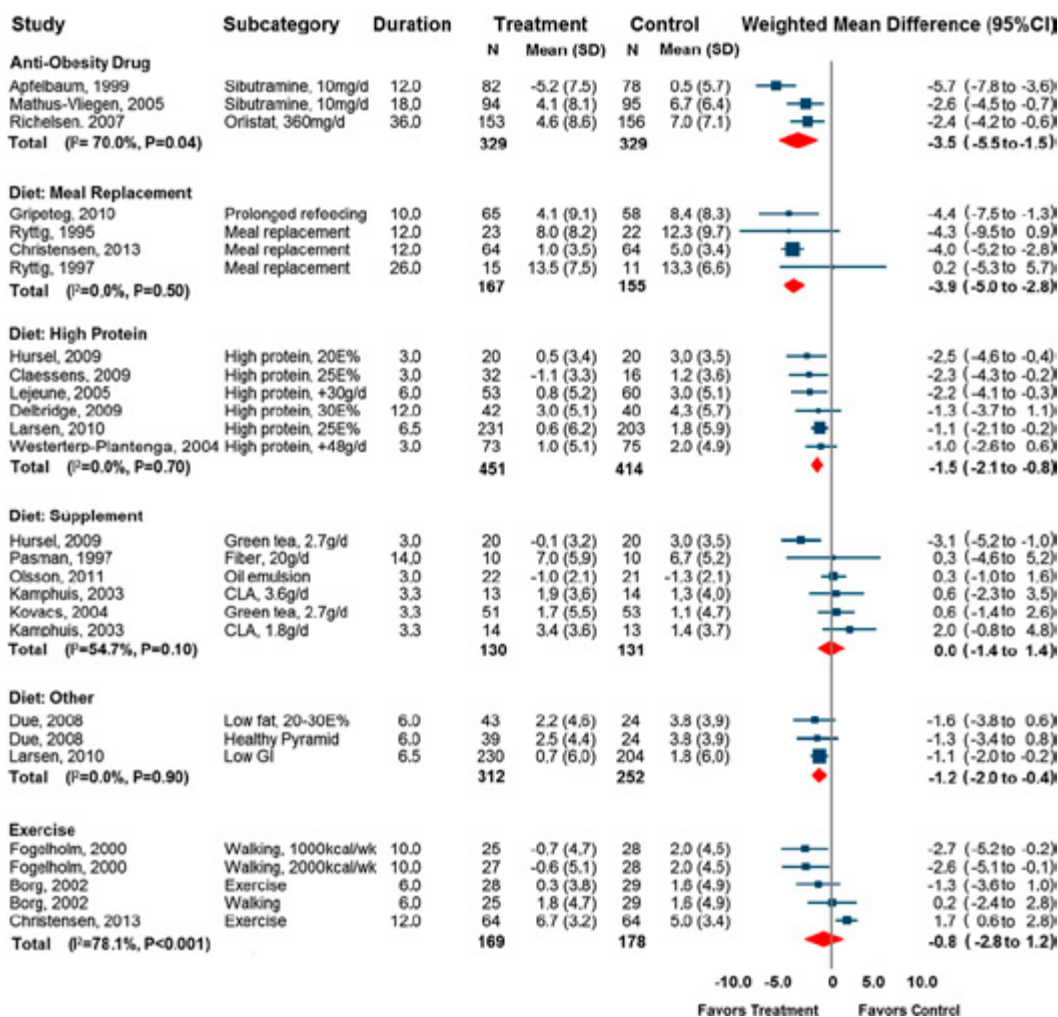 Study Subcategory Duration Treatment Control Weighted Mean Difference (95%CI)
N Mean (SD) N Mean (SD)
Anti-Obesity Drug
Apfelbaum, 1999 Sibutramine, 10mg/d 12.0 82 -5.2 (7.5) 78 0.5 (5.7) -5.7 (-7.8 to -3.6)
Mathus-Vliegen, 2005 Sibutramine, 10mg/d 18.0 94 4.1 (8.1) 95 6.7 (6.4) -2.6 (-4.5 to -0.7)
Richelsen. 2007 Orlistat, 360mg/d 36.0 153 4.6 (8.6) 156 7.0 (7.1) -2.4 (-4.2 to -0.6)
Total (I²= 70.0%, P=0.04) 329 329 -3.5 (-5.5 to -1.5)
Diet: Meal Replacement
Gripeteg, 2010 Prolonged refeeding 10.0 65 4.1 (9.1) 58 8.4 (8.3) -4.4 (-7.5 to -1.3)
Ryttig, 1995 Meal replacement 12.0 23 8.0 (8.2) 22 12.3 (9.7) -4.3 (-9.5 to 0.9)
Christensen, 2013 Meal replacement 12.0 64 1.0 (3.5) 64 5.0 (3.4) -4.0 (-5.2 to -2.8)
Ryttig, 1997 Meal replacement 26.0 15 13.5 (7.5) 11 13.3 (6.6) 0.2 (-5.3 to 5.7)
Total (I²=0.0%, P=0.50) 167 155 -3.9 (-5.0 to -2.8)
Diet: High Protein
Hursel, 2009 High protein, 20E% 3.0 20 0.5 (3.4) 20 3.0 (3.5) -2.5 (-4.6 to -0.4)
Claessens, 2009 High protein, 25E% 3.0 32 -1.1 (3.3) 16 1.2 (3.6) -2.3 (-4.3 to -0.2)
Lejeune, 2005 High protein, +30g/d 6.0 53 0.8 (5.2) 60 3.0 (5.1) -2.2 (-4.1 to -0.3)
Delbridge, 2009 High protein, 30E% 12.0 42 3.0 (5.1) 40 4.3 (5.7) -1.3 (-3.7 to 1.1)
Larsen, 2010 High protein, 25E% 6.5 231 0.6 (6.2) 203 1.8 (5.9) -1.1 (-2.1 to -0.2)
Westerterp-Plantenga, 2004 High protein, +48g/d 3.0 73 1.0 (5.1) 75 2.0 (4.9) -1.0 (-2.6 to 0.6)
Total (I²=0.0%, P=0.70) 451 414 -1.5 (-2.1 to -0.8)
Diet: Supplement
Hursel, 2009 Green tea, 2.7g/d 3.0 20 -0.1 (3.2) 20 3.0 (3.5) -3.1 (-5.2 to -1.0)
Pasman, 1997 Fiber, 20g/d 14.0 10 7.0 (5.9) 10 6.7 (5.2) 0.3 (-4.6 to 5.2)
Olsson, 2011 Oil emulsion 3.0 22 -1.0 (2.1) 21 -1.3 (2.1) 0.3 (-1.0 to 1.6)
Kamphuis, 2003 CLA, 3.6g/d 3.3 13 1.9 (3.6) 14 1.3 (4.0) 0.6 (-2.3 to 3.5)
Kovacs, 2004 Green tea, 2.7g/d 3.3 51 1.7 (5.5) 53 1.1 (4.7) 0.6 (-1.4 to 2.6)
Kamphuis, 2003 CLA, 1.8g/d 3.3 14 3.4 (3.6) 13 1.4 (3.7) 2.0 (-0.8 to 4.8)
Total (I²=54.7%, P=0.10) 130 131 0.0 (-1.4 to 1.4)
Diet: Other
Due, 2008 Low fat, 20-30E% 6.0 43 2.2 (4.6) 24 3.8 (3.9) -1.6 (-3.8 to 0.6)
Due, 2008 Healthy Pyramid 6.0 39 2.5 (4.4) 24 3.8 (3.9) -1.3 (-3.4 to 0.8)
Larsen, 2010 Low GI 6.5 230 0.7 (6.0) 204 1.8 (6.0) -1.1 (-2.0 to -0.2)
Total (I²=0.0%, P=0.90) 312 252 -1.2 (-2.0 to -0.4)
Exercise
Fogelholm, 2000 Walking, 1000kcal/wk 10.0 25 -0.7 (4.7) 28 2.0 (4.5) -2.7 (-5.2 to -0.2)
Fogelholm, 2000 Walking, 2000kcal/wk 10.0 27 -0.6 (5.1) 28 2.0 (4.5) -2.6 (-5.1 to -0.1)
Borg, 2002 Exercise 6.0 28 0.3 (3.8) 29 1.6 (4.9) -1.3 (-3.6 to 1.0)
Borg, 2002 Walking 6.0 25 1.8 (4.7) 29 1.6 (4.9) 0.2 (-2.4 to 2.8)
Christensen, 2013 Exercise 12.0 64 6.7 (3.2) 64 5.0 (3.4) 1.7 (0.6 to 2.8)
Total (I²=78.1%, P<0.001) 169 178 -0.8 (-2.8 to 1.2)
-10.0 -5.0 0 5.0 10.0
Favors Treatment Favors Control